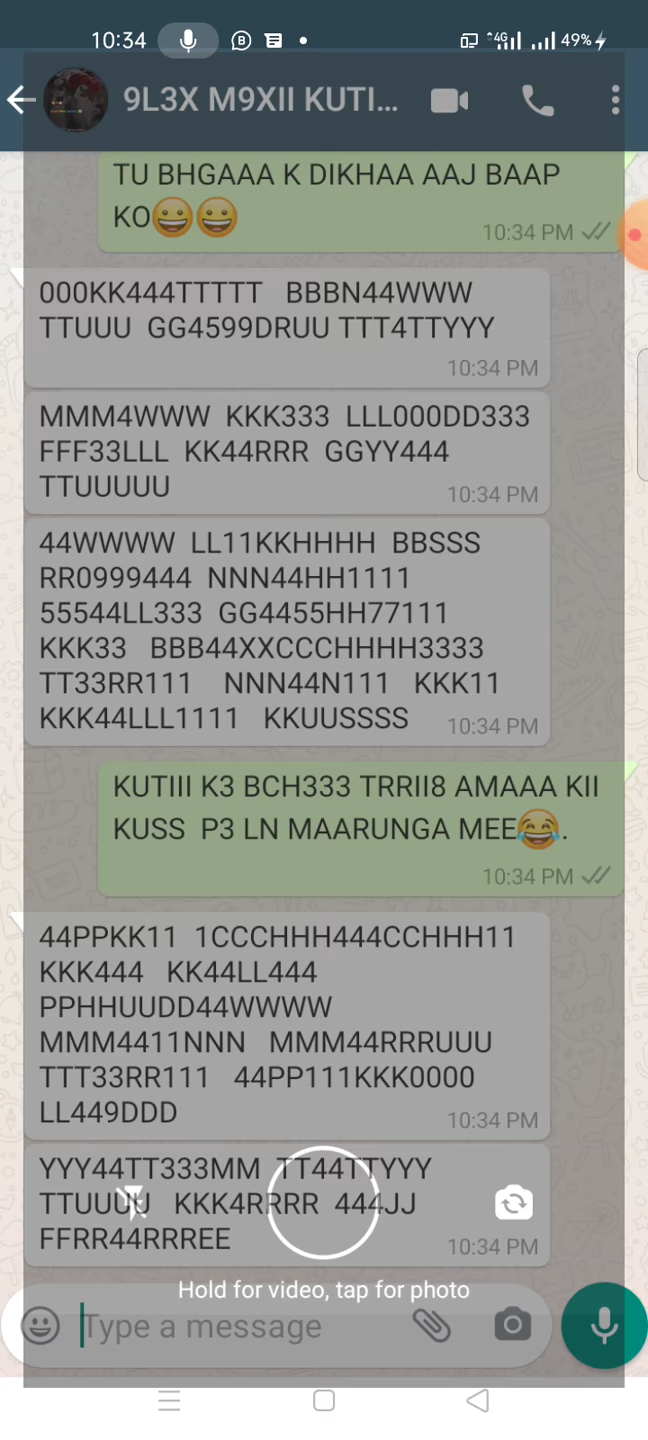 10:34
4G
49%
9L3X M9XII KUTI...
TU BHGAAA K DIKHAA AAJ BAAP
KO😀😀
10:34 PM
000KK444TTTTT BBBN44WWW
TTUUU GG4599DRUU TTT4TTYYY
10:34 PM
MMM4WWW KKK333 LLL000DD333
FFF33LLL KK44RRR GGYY444
TTUUUUU
10:34 PM
44WWWW LL11KKHHHH BBSSS
RR0999444 NNN44HH1111
55544LL333 GG4455HH77111
KKK33 BBB44XXCCCHHHH3333
TT33RR111 NNN44N111 KKK11
KKK44LLL1111 KKUUSSSS
10:34 PM
KUTIII K3 BCH333 TRRII8 AMAAA KII
KUSS P3 LN MAARUNGA MEE😂.
10:34 PM
44PPKK11 1CCCHHH444CCHHH11
KKK444 KK44LL444
PPHHUUDD44WWWW
MMM4411NNN MMM44RRRUUU
TTT33RR111 44PP111KKK0000
LL449DDD
10:34 PM
YYY44TT333MM TT44TTYYY
TTUUUU KKK4RRRR 444JJ
FFRR44RRREE
10:34 PM
Hold for video, tap for photo
Type a message